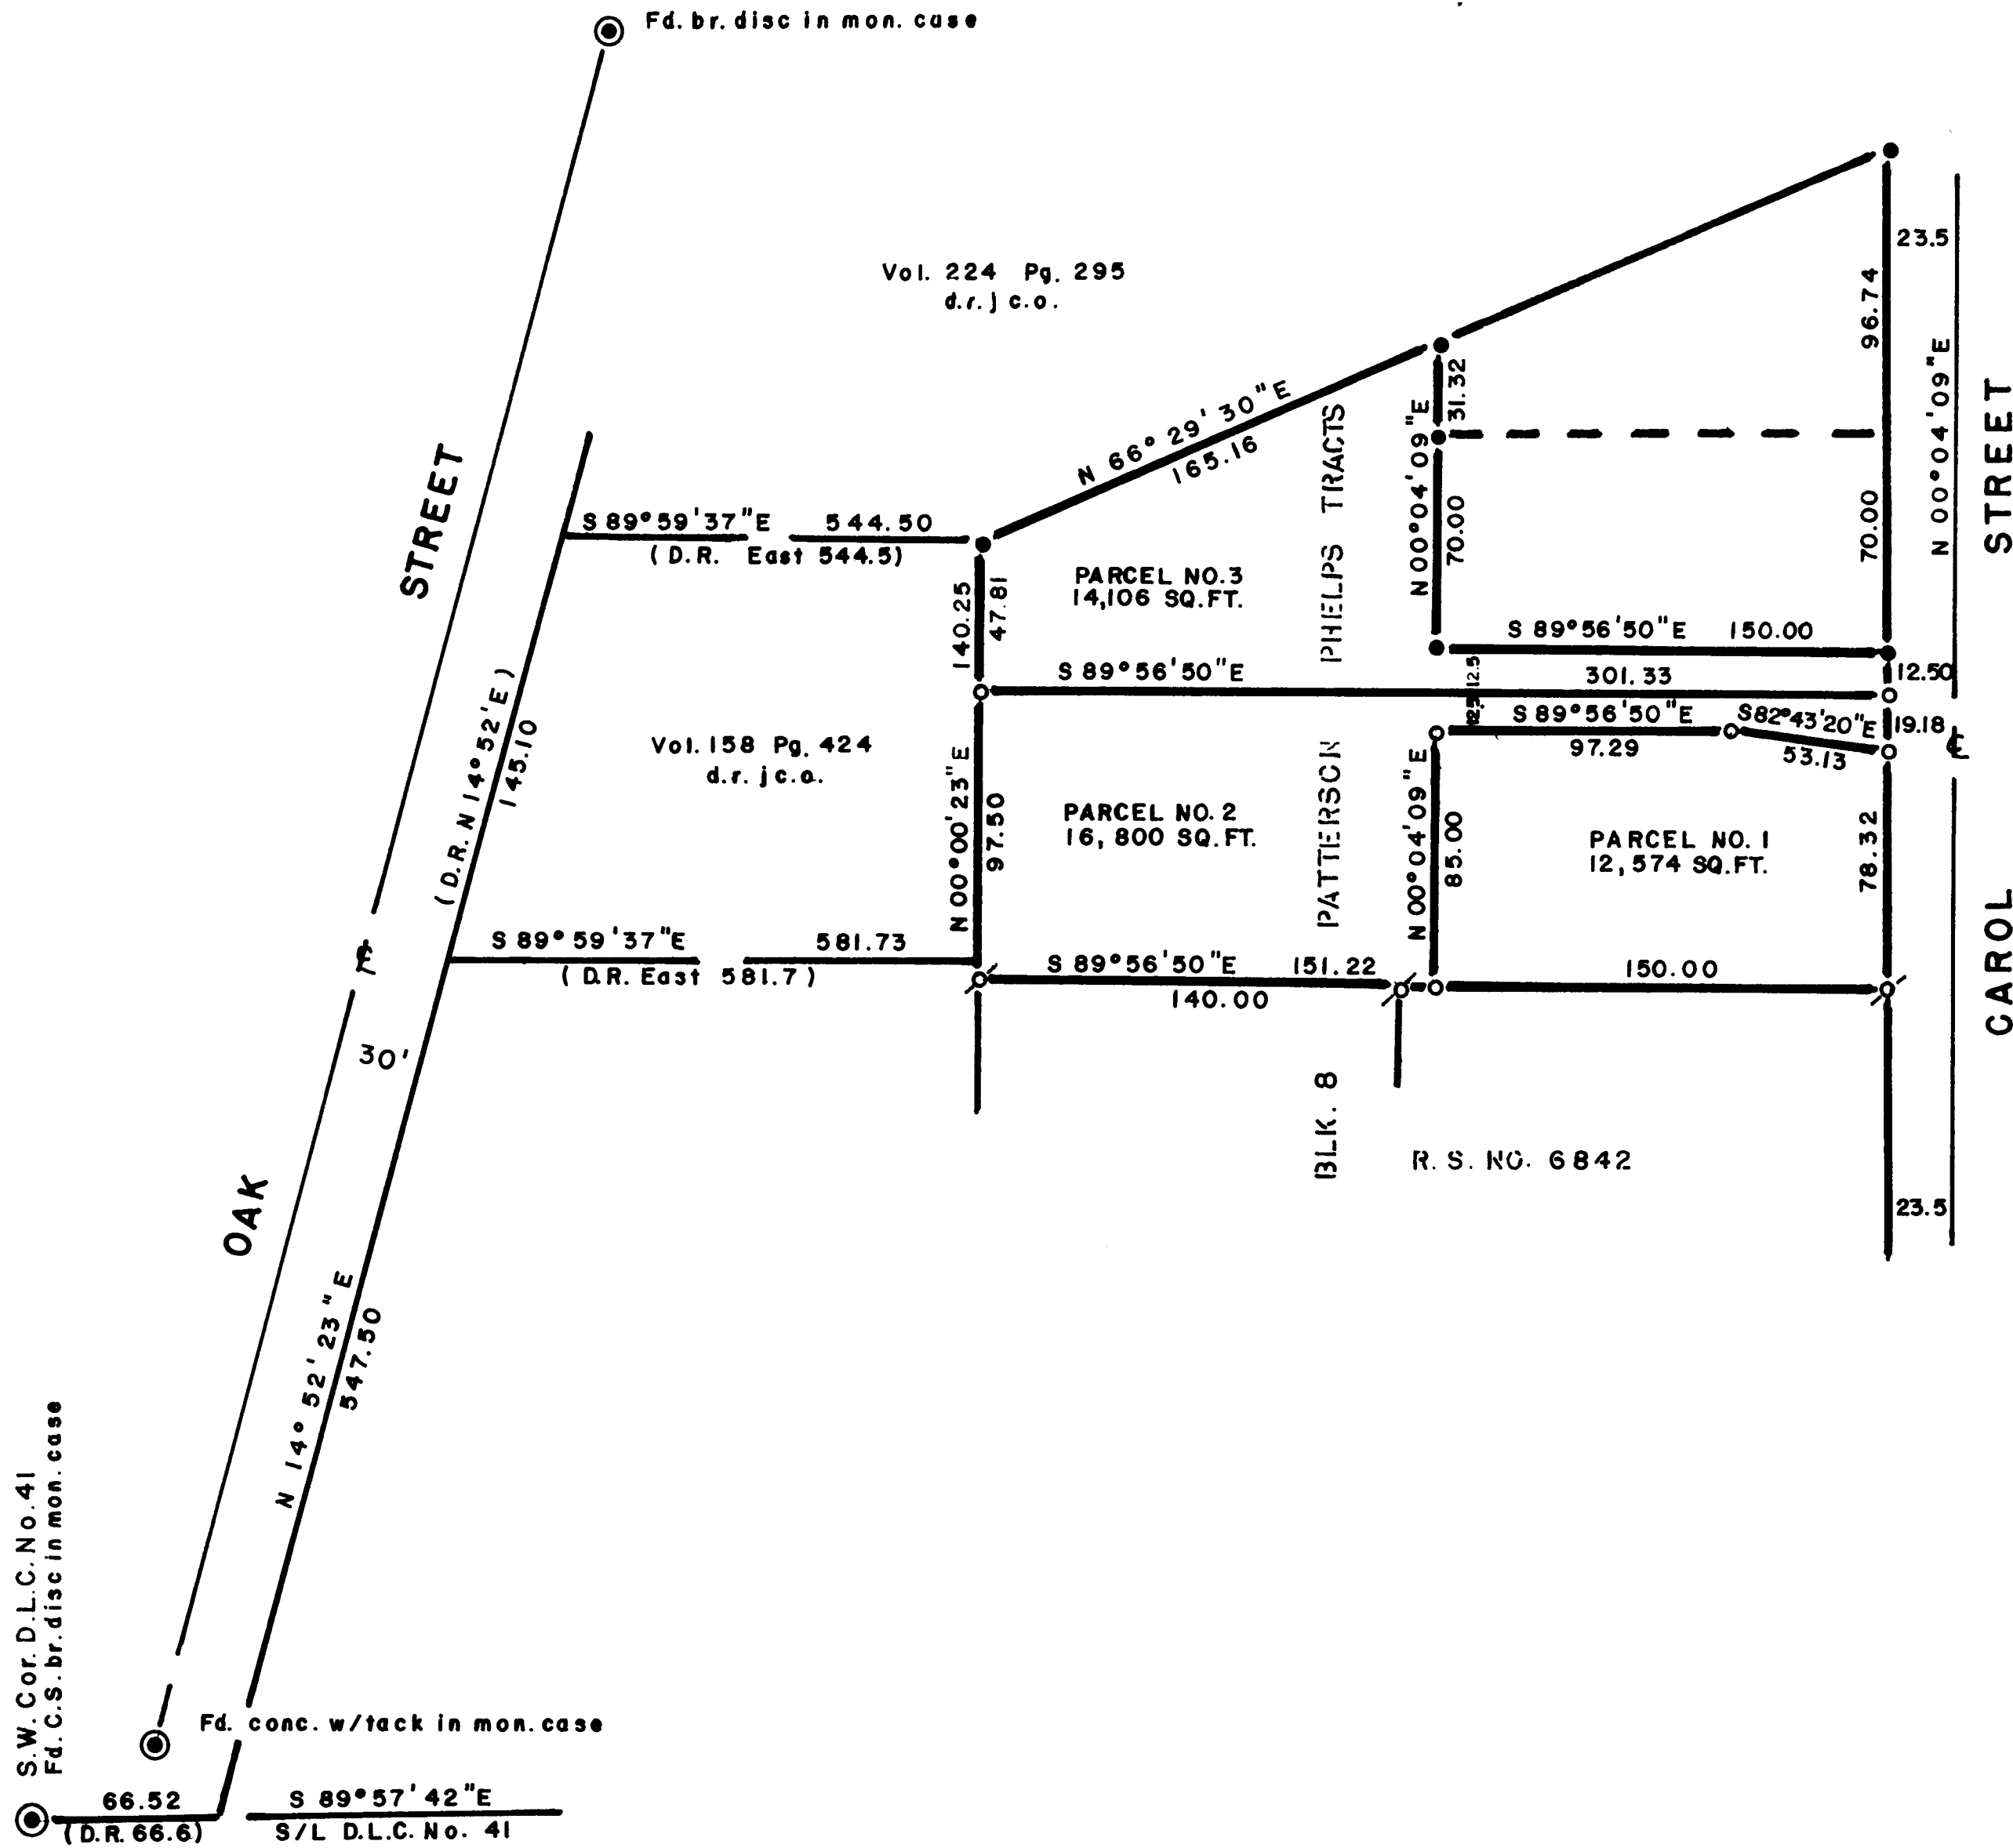 Fd. br. disc in mon. case
Vol. 224 Pg. 295
d.r. j c.o.
23.5
96.74
N 00°04'09"E
STREET
31.32
N 66° 29' 30" E
165.16
PHELPS TRACTS
N 00°04'09"E
70.00
70.00
STREET
S 89°59'37"E 544.50
(D.R. East 544.5)
PARCEL NO. 3
14,106 SQ. FT.
140.25
47.81
S 89°56'50"E 150.00
S 89°56'50"E
301.33
12.50
12.5
12.5
S 89°56'50"E
97.29
S 82°43'20"E
53.13
19.18
(D.R. N 14°52'E)
145.10
Vol. 158 Pg. 424
d.r. j c.o.
N 00°00'23"E
97.50
PARCEL NO. 2
16,800 SQ. FT.
PATTERSON
N 00°04'09"E
85.00
PARCEL NO. 1
12,574 SQ. FT.
78.32
CAROL
S 89°59'37"E 581.73
(D.R. East 581.7)
S 89°56'50"E 151.22
140.00
150.00
30'
BLK. 8
R. S. NO. 6842
23.5
OAK
N 14° 52' 23" E
547.50
S.W. Cor. D.L.C. No. 41
Fd. C.S. br. disc in mon. case
Fd. conc. w/tack in mon. case
66.52
(D.R. 66.6)
S 89°57'42"E
S/L D.L.C. No. 41